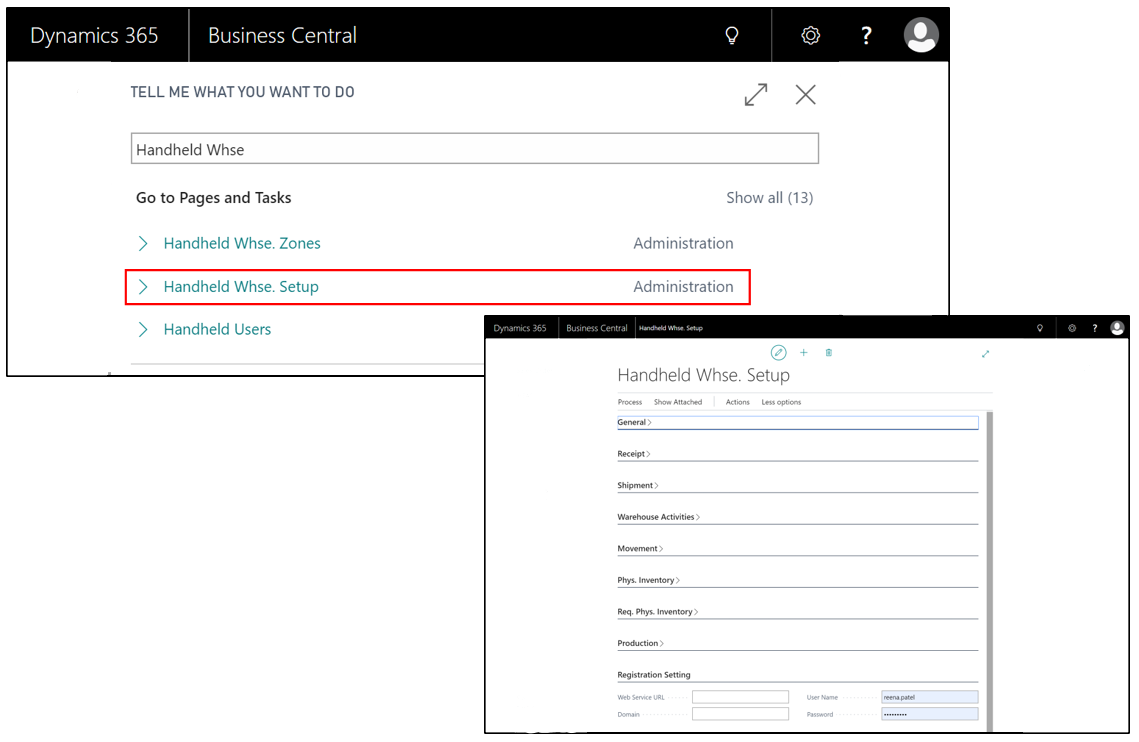 Dynamics 365 Business Central ?
TELL ME WHAT YOU WANT TO DO
Handheld Whse
Go to Pages and Tasks Show all (13)
Handheld Whse. Zones Administration
Handheld Whse. Setup Administration
Handheld Users
Dynamics 365 Business Central Handheld Whse. Setup ?
Handheld Whse. Setup
Process Show Attached Actions Less options
General
Receipt
Shipment
Warehouse Activities
Movement
Phys. Inventory
Req. Phys. Inventory
Production
Registration Setting
Web Service URL User Name reena.patel
Domain Password •••••••••